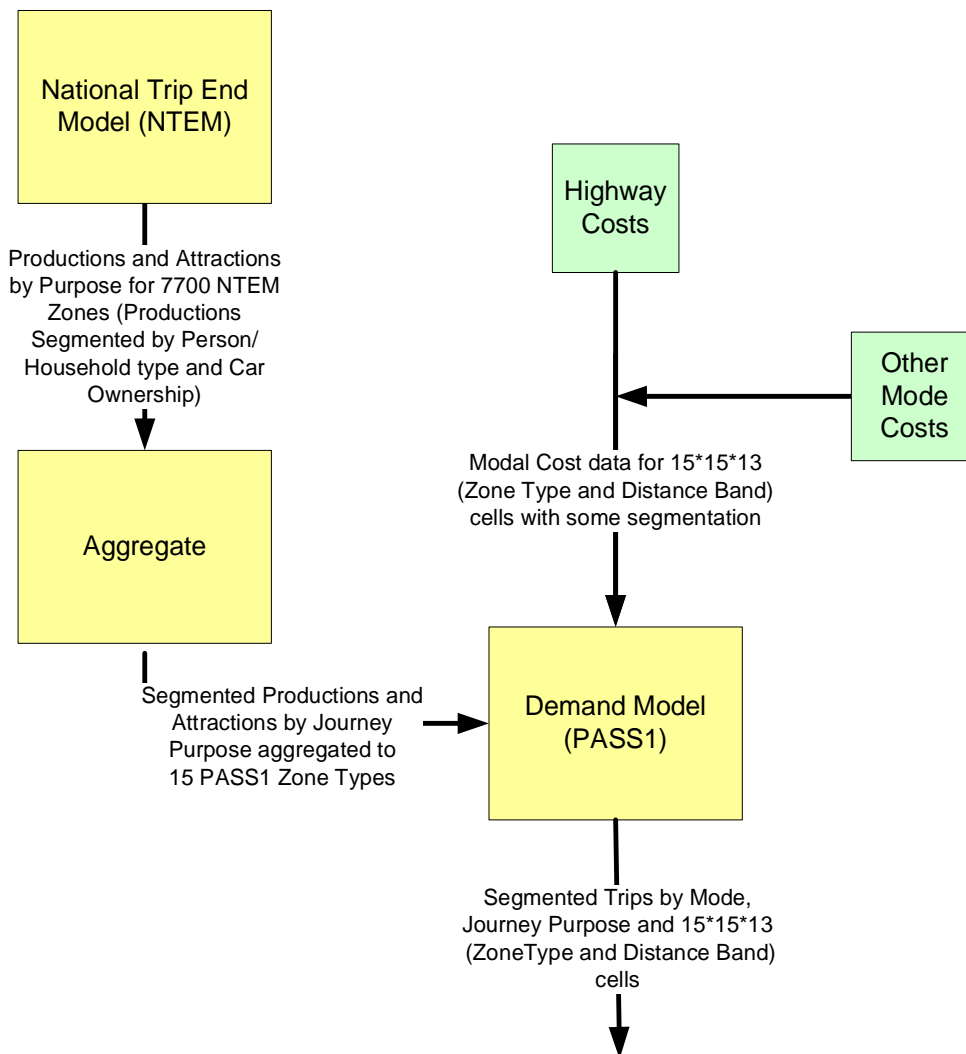 National Trip End
Model (NTEM)
Productions and Attractions
by Purpose for 7700 NTEM
Zones (Productions
Segmented by Person/
Household type and Car
Ownership)
Aggregate
Segmented Productions and
Attractions by Journey
Purpose aggregated to
15 PASS1 Zone Types
Highway
Costs
Other
Mode
Costs
Modal Cost data for 15*15*13
(Zone Type and Distance Band)
cells with some segmentation
Demand Model
(PASS1)
Segmented Trips by Mode,
Journey Purpose and 15*15*13
(ZoneType and Distance Band)
cells